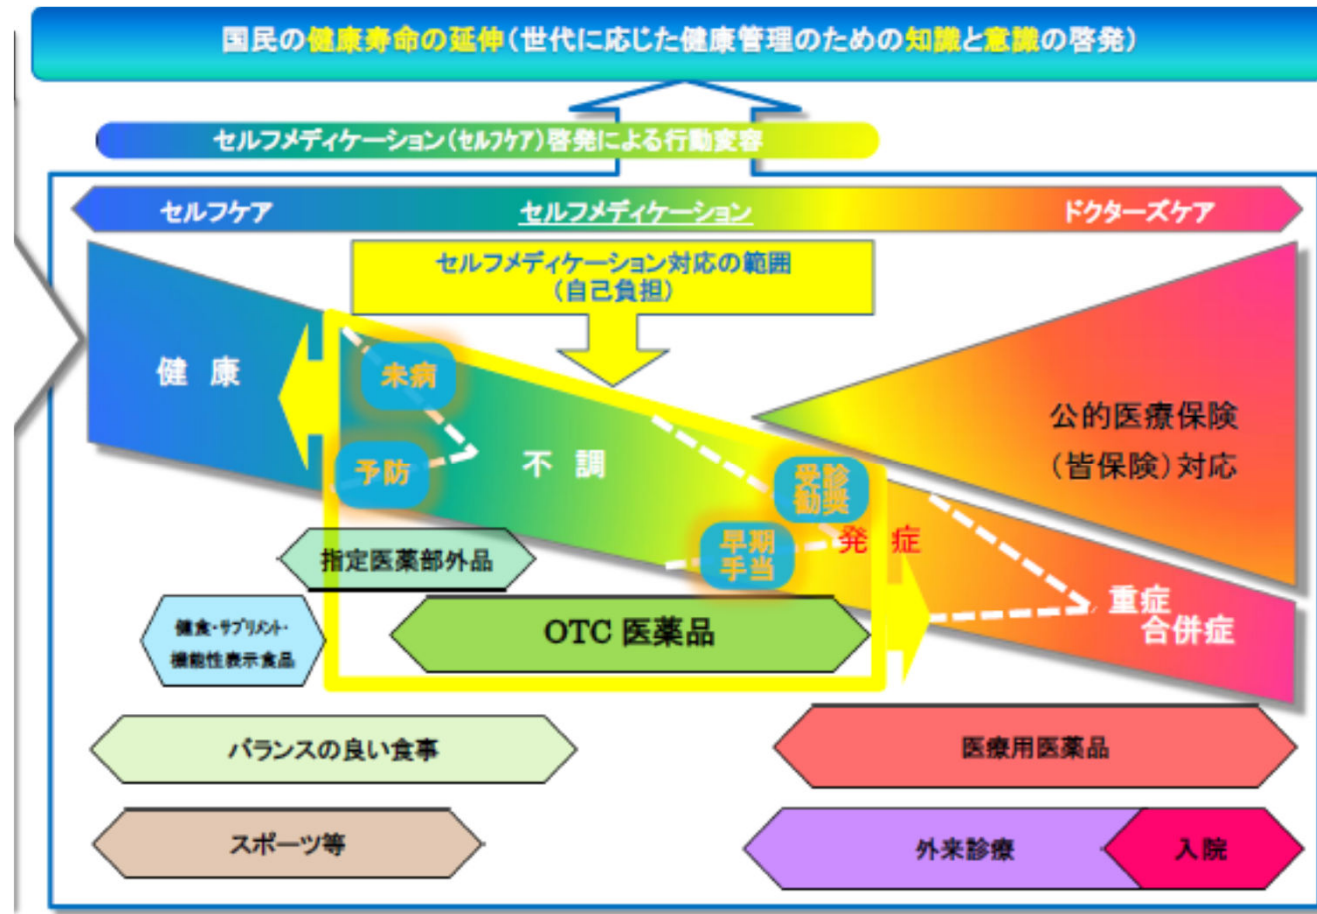 国民の健康寿命の延伸(世代に応じた健康管理のための知識と意識の啓発)
セルフメディケーション(セルフケア)啓発による行動変容
セルフケア
セルフメディケーション
ドクターズケア
セルフメディケーション対応の範囲
(自己負担)
健 康
未病
予防
不 調
受診
勧奨
早期
手当
発 症
公的医療保険
(皆保険)対応
重症
合併症
指定医薬部外品
健食・サプリメント・
機能性表示食品
OTC 医薬品
バランスの良い食事
医療用医薬品
スポーツ等
外来診療
入院